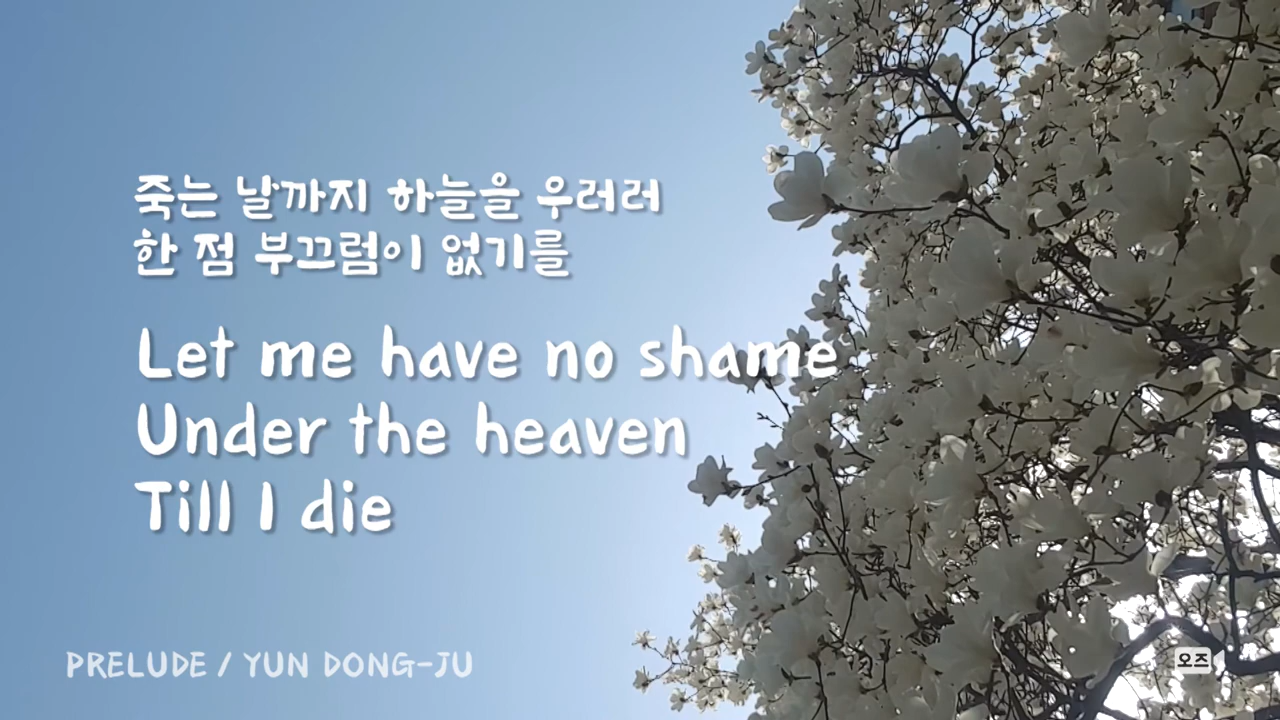 죽는 날까지 하늘을 우러러
한 점 부끄럼이 없기를
Let me have no shame
Under the heaven
Till I die
PRELUDE / YUN DONG-JU
오즈